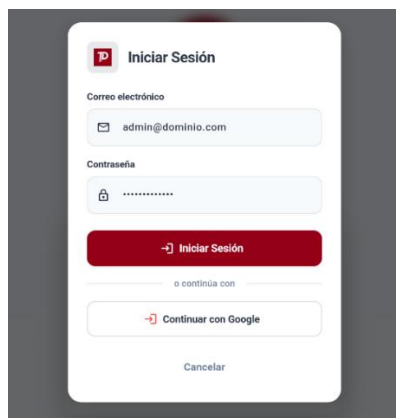 Iniciar Sesión
Correo electrónico
admin@dominio.com
Contraseña
•••••••••••••
Iniciar Sesión
o continúa con
Continuar con Google
Cancelar